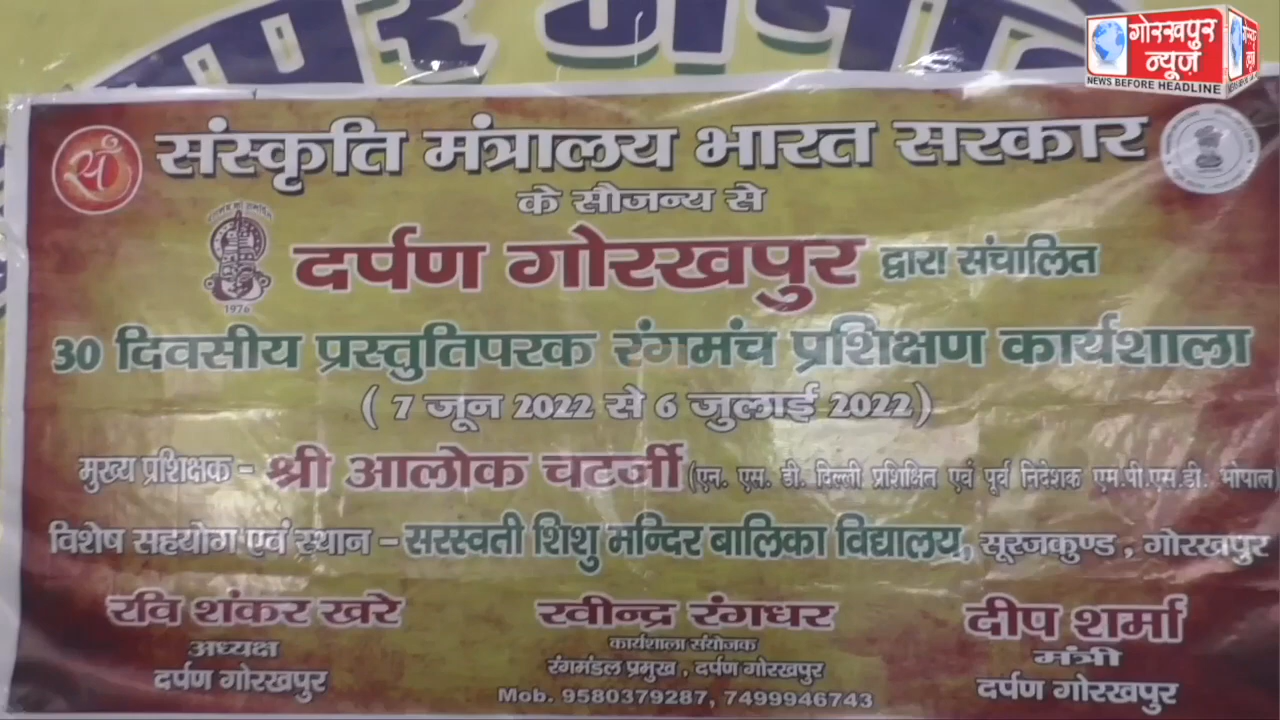 गोरखपुर
न्यूज़
NEWS BEFORE HEADLINE
संस्कृति मंत्रालय भारत सरकार
के सौजन्य से
1976
दर्पण गोरखपुर द्वारा संचालित
30 दिवसीय प्रस्तुतिपरक रंगमंच प्रशिक्षण कार्यशाला
( 7 जून 2022 से 6 जुलाई 2022)
मुख्य प्रशिक्षक - श्री आलोक चटर्जी (एन. एस. डी. दिल्ली प्रशिक्षित एवं पूर्व निदेशक एम.पी.एस.डी. भोपाल)
विशेष सहयोग एवं स्थान - सरस्वती शिशु मन्दिर बालिका विद्यालय, सूरजकुण्ड , गोरखपुर
रवि शंकर खरे
अध्यक्ष
दर्पण गोरखपुर
रवीन्द्र रंगधर
कार्यशाला संयोजक
रंगमंडल प्रमुख , दर्पण गोरखपुर
Mob. 9580379287, 7499946743
दीप शर्मा
मंत्री
दर्पण गोरखपुर